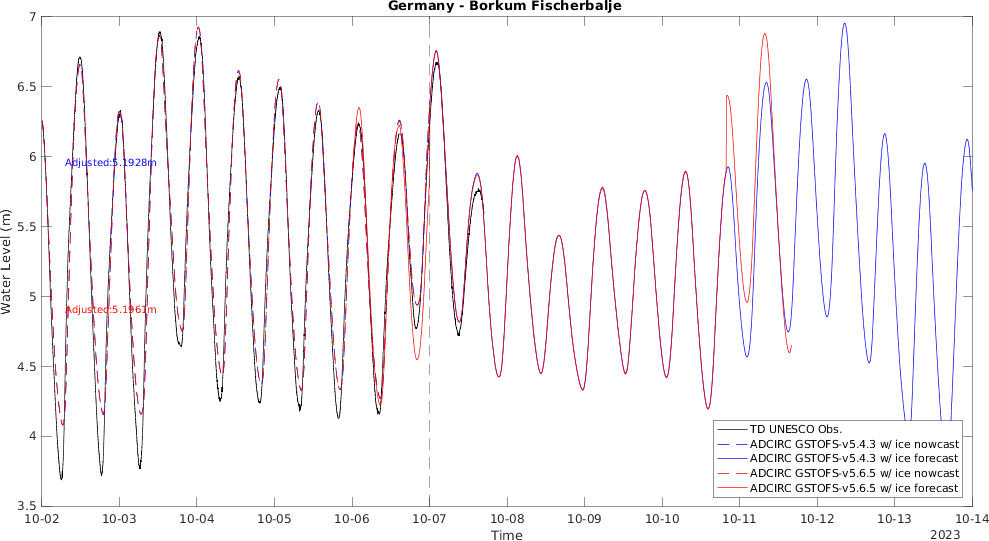 Germany - Borkum Fischerbalje
7
6.5
6
5.5
5
4.5
4
3.5
Water Level (m)
Adjusted:5.1928m
Adjusted:5.1961m
TD UNESCO Obs.
ADCIRC GSTOFS-v5.4.3 w/ ice nowcast
ADCIRC GSTOFS-v5.4.3 w/ ice forecast
ADCIRC GSTOFS-v5.6.5 w/ ice nowcast
ADCIRC GSTOFS-v5.6.5 w/ ice forecast
10-02 10-03 10-04 10-05 10-06 10-07 10-08 10-09 10-10 10-11 10-12 10-13 10-14
Time
2023